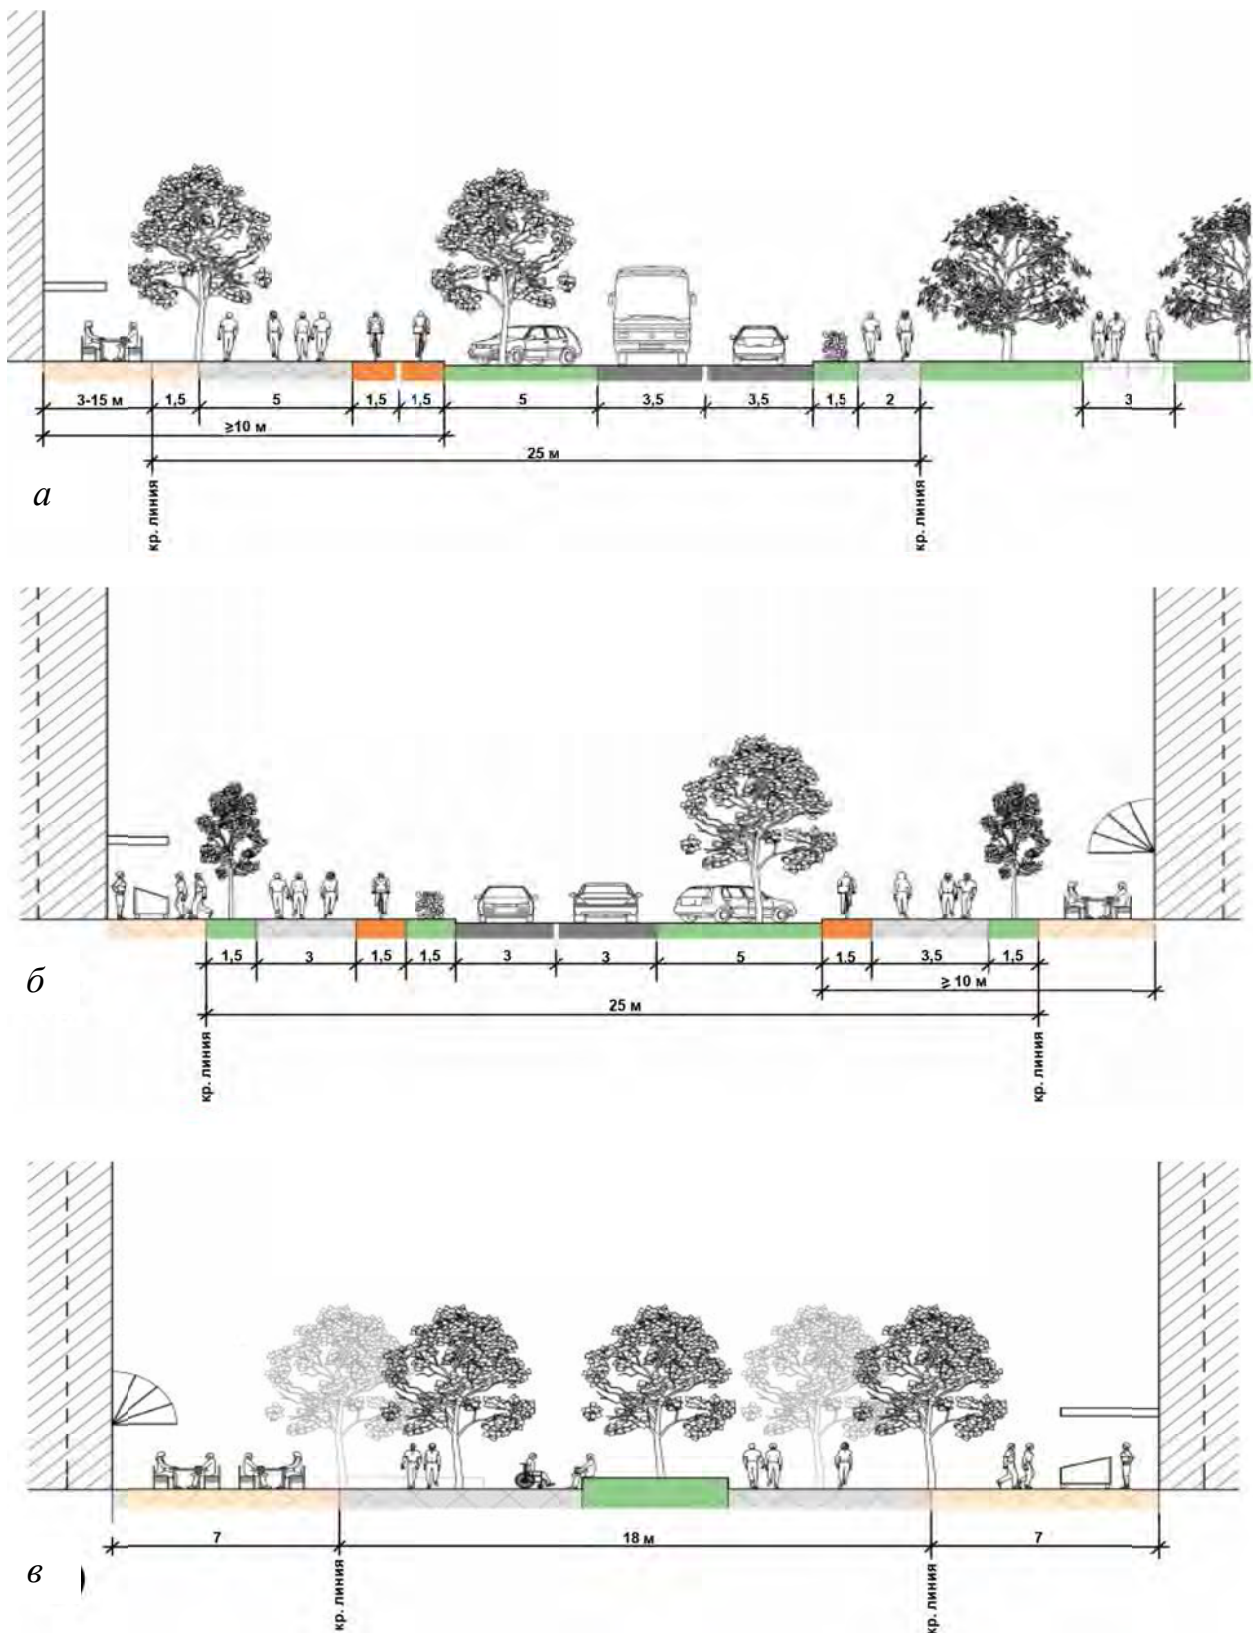 3-15 м 1,5 5 1,5 1,5 5 3,5 3,5 1,5 2 3
≥10 м
25 м
а
кр. линия кр. линия
1,5 3 1,5 1,5 3 3 5 1,5 3,5 1,5
б
≥ 10 м
25 м
кр. линия кр. линия
7 18 м 7
в )
кр. линия кр. линия